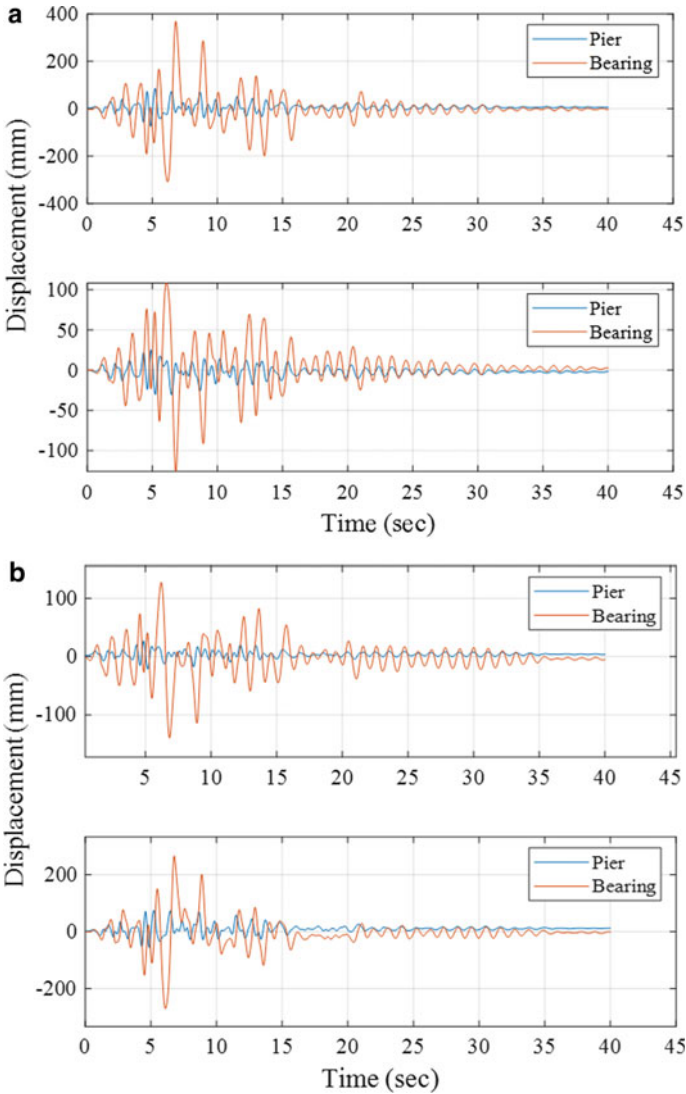 a
400
200
0
-200
-400
Pier
Bearing
0 5 10 15 20 25 30 35 40 45
Displacement (mm)
100
50
0
-50
-100
Pier
Bearing
0 5 10 15 20 25 30 35 40 45
Time (sec)
b
100
0
-100
Pier
Bearing
5 10 15 20 25 30 35 40 45
Displacement (mm)
200
0
-200
Pier
Bearing
0 5 10 15 20 25 30 35 40 45
Time (sec)